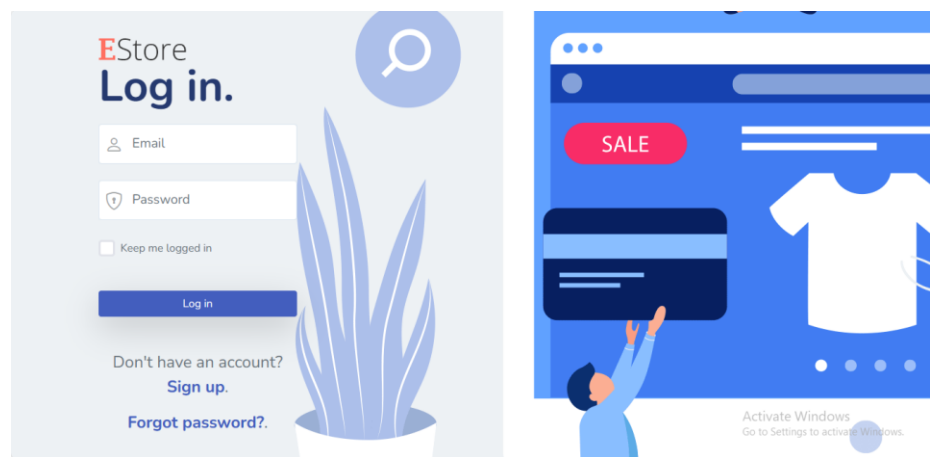 EStore
Log in.
Email
Password
Keep me logged in
Log in
Don't have an account?
Sign up.
Forgot password?.
SALE
Activate Windows
Go to Settings to activate Windows.